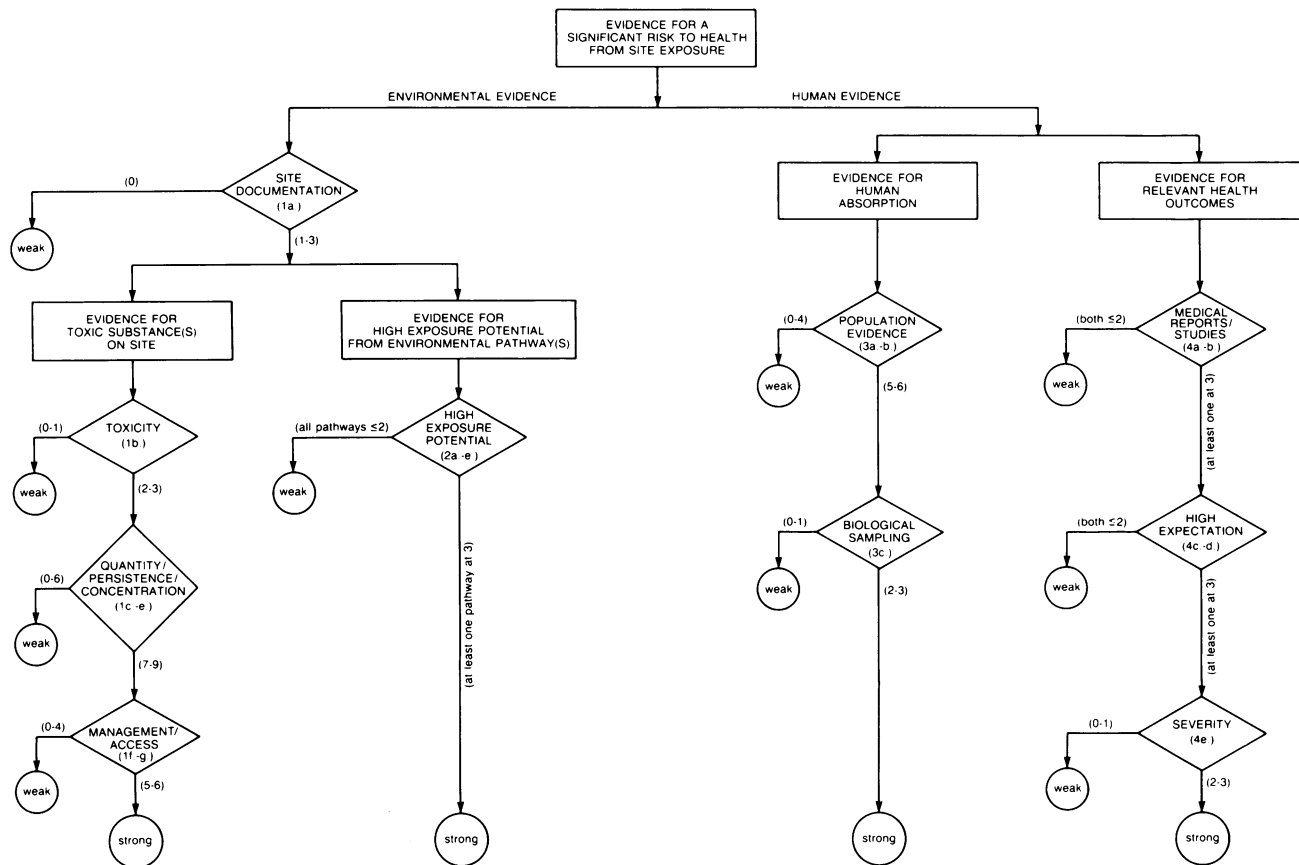 EVIDENCE FOR A
SIGNIFICANT RISK TO HEALTH
FROM SITE EXPOSURE
ENVIRONMENTAL EVIDENCE
HUMAN EVIDENCE
SITE
DOCUMENTATION
(1a.)
(0)
weak
(1-3)
EVIDENCE FOR
TOXIC SUBSTANCE(S)
ON SITE
TOXICITY
(1b.)
(0-1)
weak
(2-3)
QUANTITY/
PERSISTENCE/
CONCENTRATION
(1c.-e.)
(0-6)
weak
(7-9)
MANAGEMENT/
ACCESS
(1f.-g.)
(0-4)
weak
(5-6)
strong
EVIDENCE FOR
HIGH EXPOSURE POTENTIAL
FROM ENVIRONMENTAL PATHWAY(S)
HIGH
EXPOSURE
POTENTIAL
(2a.-e.)
(all pathways ≤2)
weak
(at least one pathway at 3)
strong
EVIDENCE FOR
HUMAN
ABSORPTION
POPULATION
EVIDENCE
(3a.-b.)
(0-4)
weak
(5-6)
BIOLOGICAL
SAMPLING
(3c.)
(0-1)
weak
(2-3)
strong
EVIDENCE FOR
RELEVANT HEALTH
OUTCOMES
MEDICAL
REPORTS/
STUDIES
(4a.-b.)
(both ≤2)
weak
(at least one at 3)
HIGH
EXPECTATION
(4c.-d.)
(both ≤2)
weak
(at least one at 3)
SEVERITY
(4e.)
(0-1)
weak
(2-3)
strong